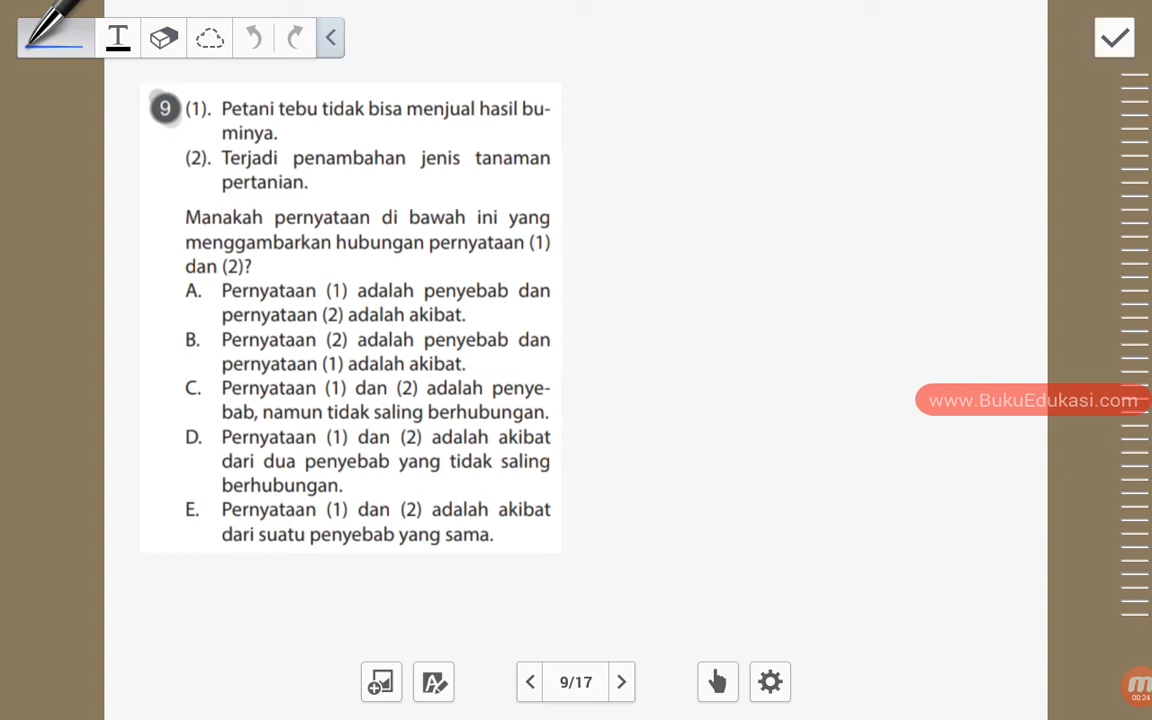 T
9 (1). Petani tebu tidak bisa menjual hasil bu-
minya.
(2). Terjadi penambahan jenis tanaman
pertanian.
Manakah pernyataan di bawah ini yang
menggambarkan hubungan pernyataan (1)
dan (2)?
A. Pernyataan (1) adalah penyebab dan
pernyataan (2) adalah akibat.
B. Pernyataan (2) adalah penyebab dan
pernyataan (1) adalah akibat.
C. Pernyataan (1) dan (2) adalah penye-
bab, namun tidak saling berhubungan.
D. Pernyataan (1) dan (2) adalah akibat
dari dua penyebab yang tidak saling
berhubungan.
E. Pernyataan (1) dan (2) adalah akibat
dari suatu penyebab yang sama.
www.BukuEdukasi.com
9/17
00:24